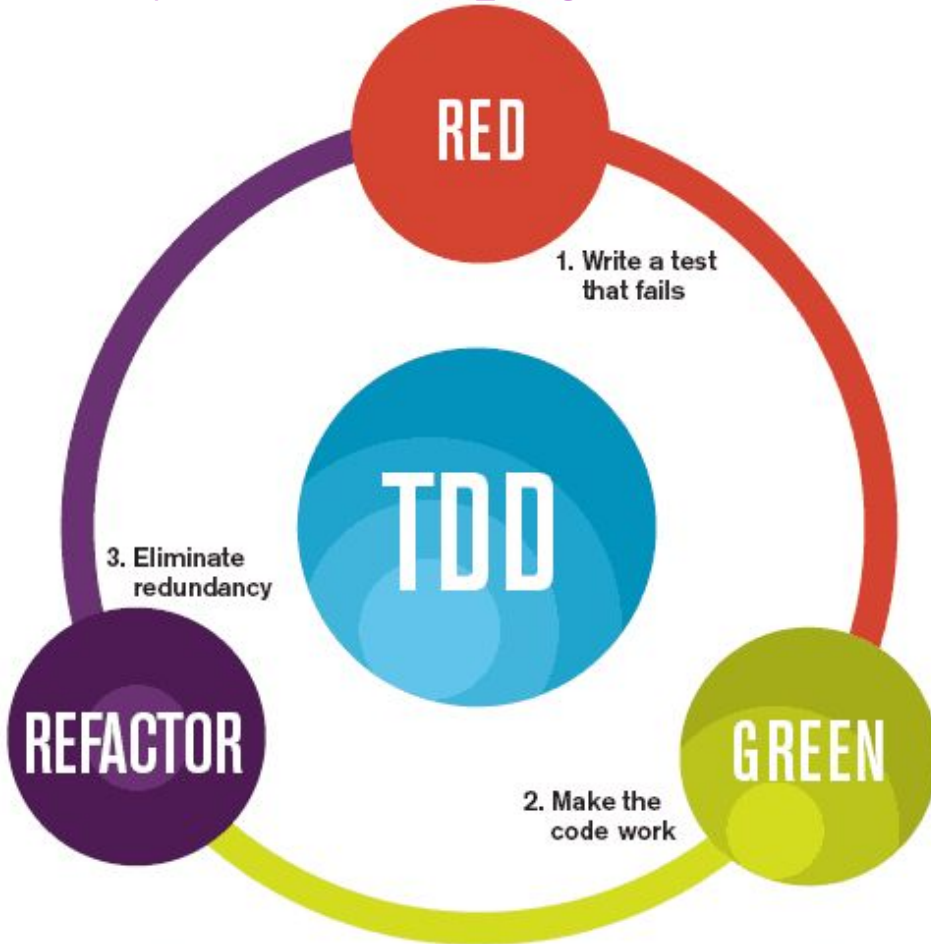 RED
1. Write a test
that fails
TDD
3. Eliminate
redundancy
REFACTOR
GREEN
2. Make the
code work